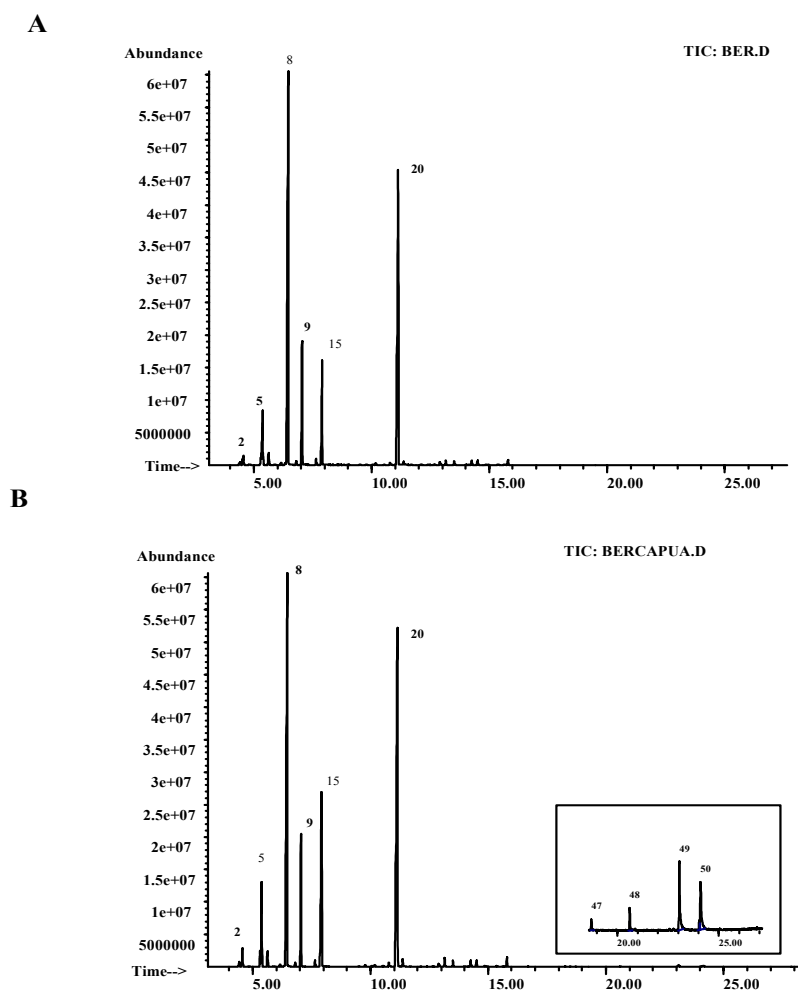 A
Abundance
TIC: BER.D
8
6e+07
5.5e+07
5e+07
4.5e+07
20
4e+07
3.5e+07
3e+07
2.5e+07
9
2e+07
15
1.5e+07
5
1e+07
2
5000000
Time-->
5.00 10.00 15.00 20.00 25.00
B
Abundance
TIC: BERCAPUA.D
8
6e+07
5.5e+07
20
5e+07
4.5e+07
4e+07
3.5e+07
15
3e+07
2.5e+07
9
2e+07
5
1.5e+07
1e+07
2
5000000
Time-->
5.00 10.00 15.00 20.00 25.00
49
50
48
47
20.00 25.00